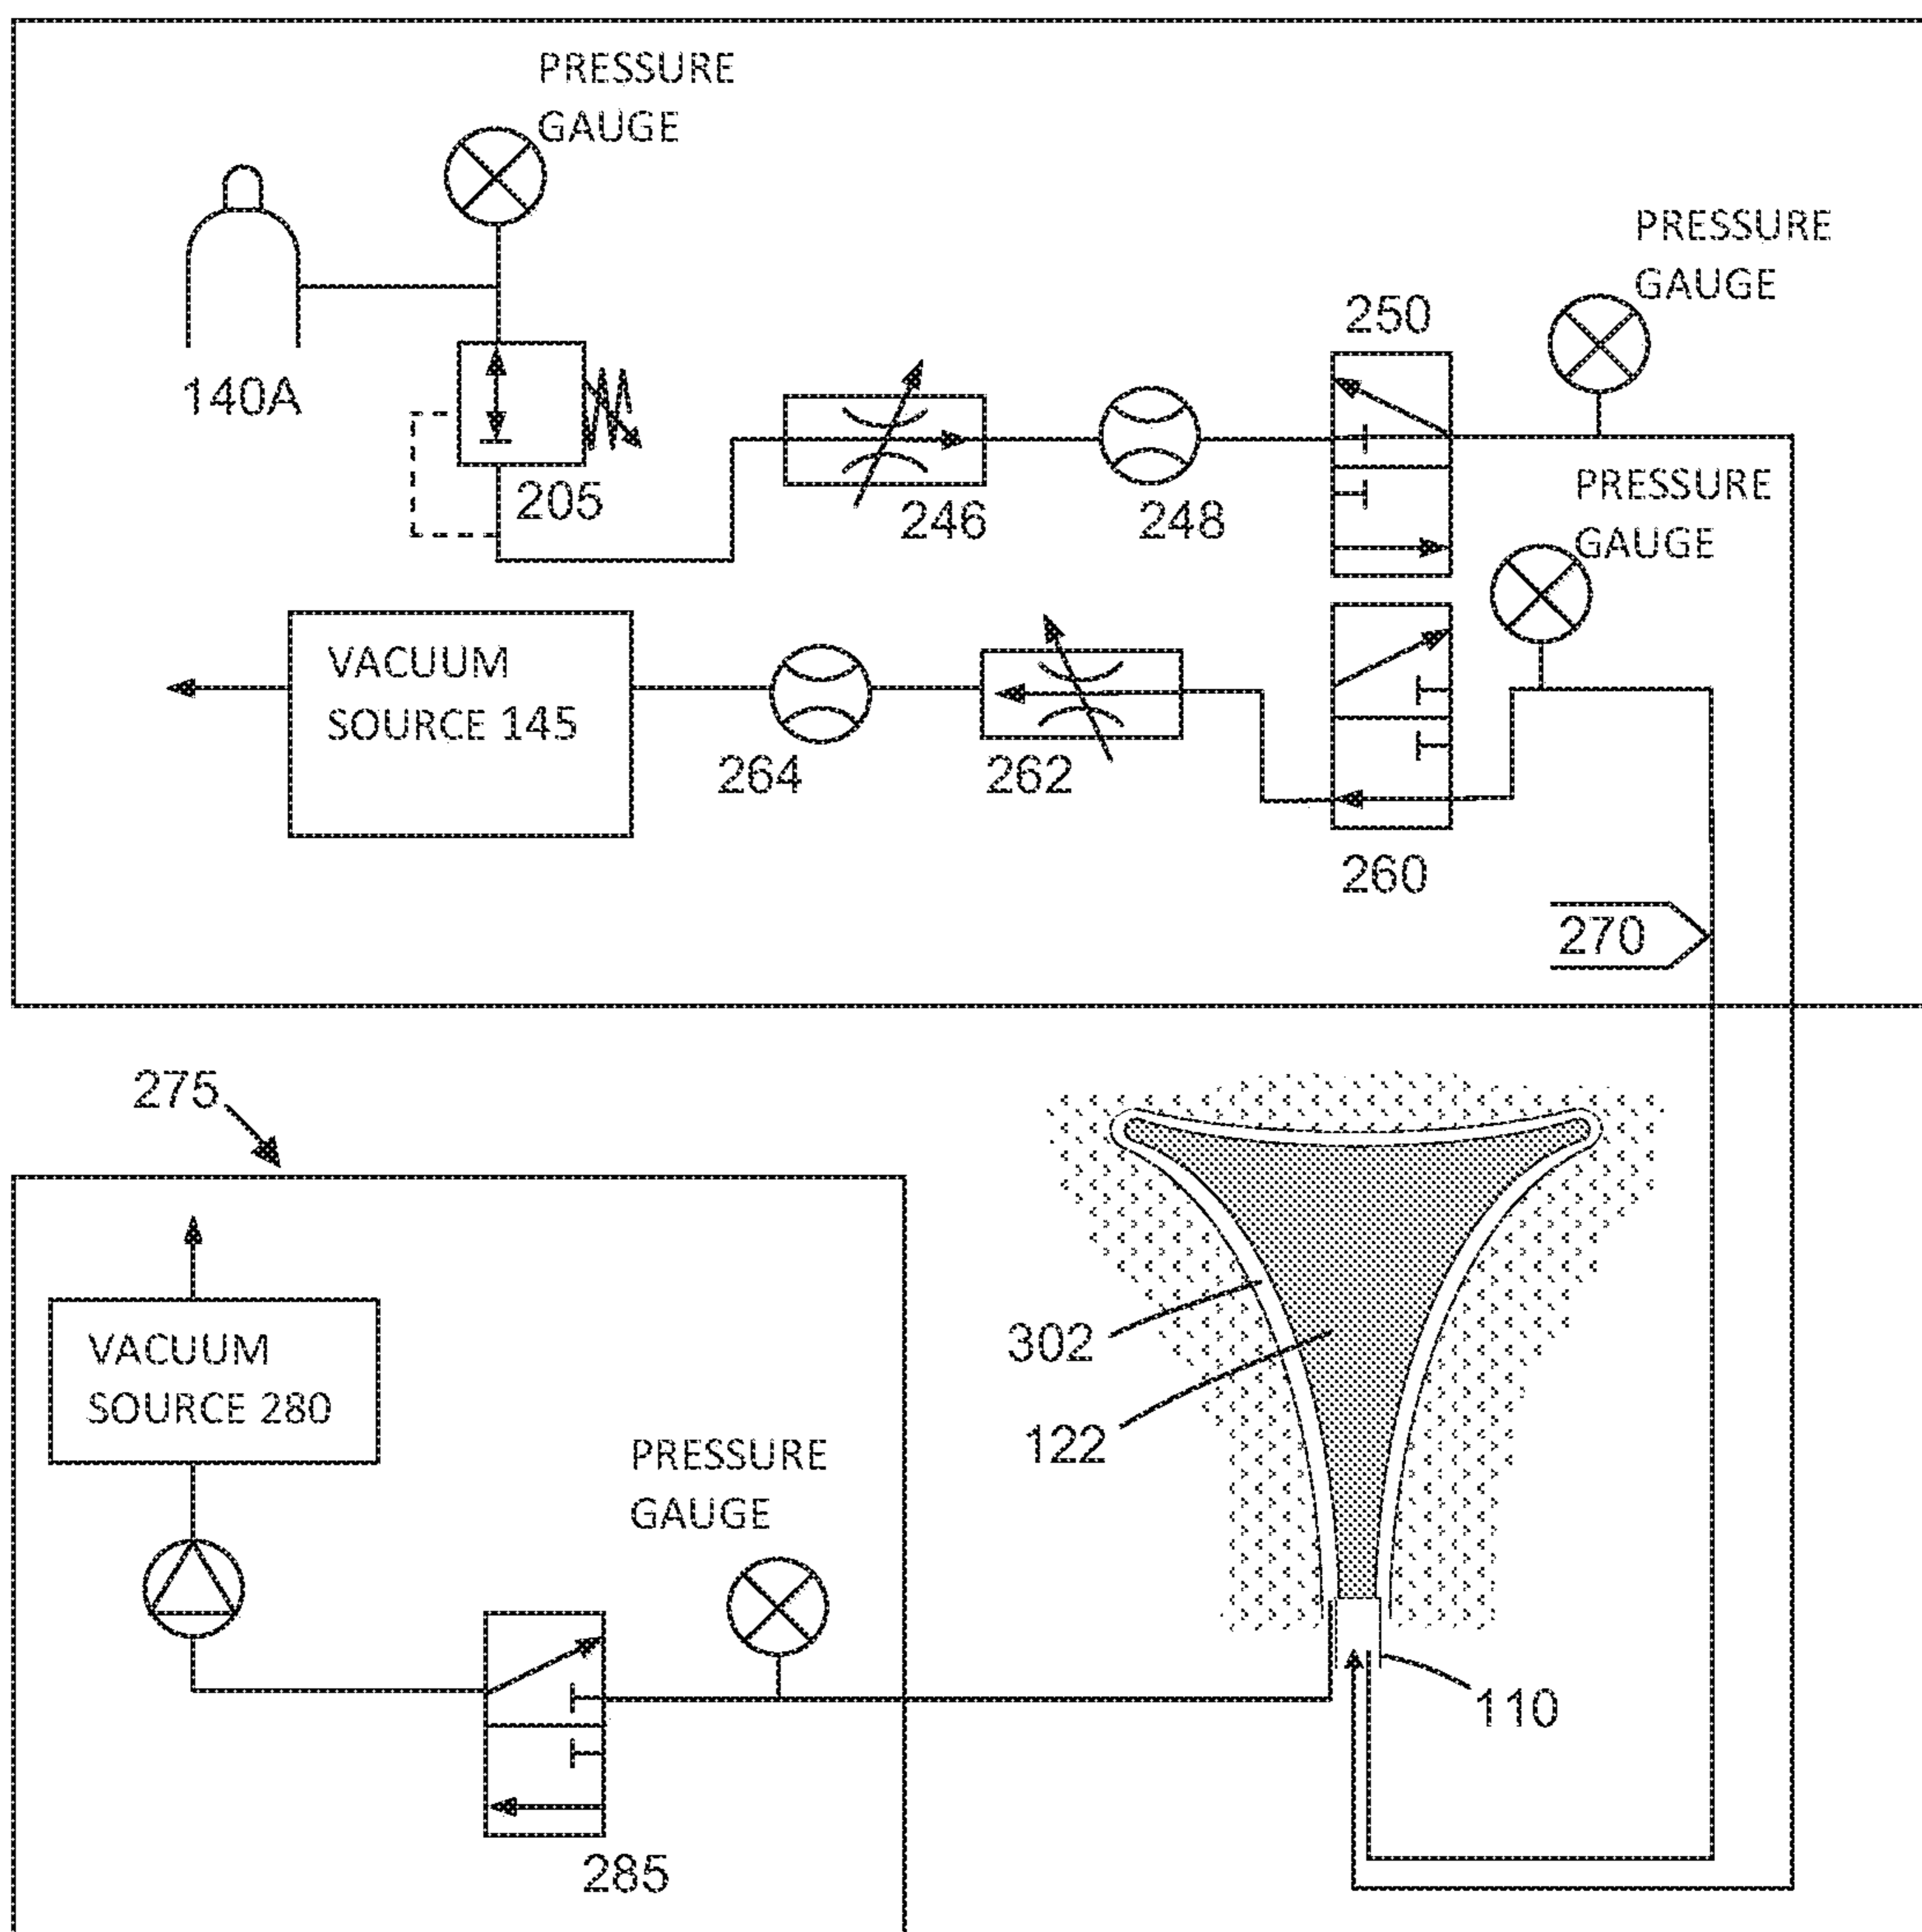 PRESSURE
GAUGE
140A
205
246
248
250
PRESSURE
GAUGE
PRESSURE
GAUGE
VACUUM
SOURCE 145
264
262
260
270
275
VACUUM
SOURCE 280
PRESSURE
GAUGE
285
302
122
110